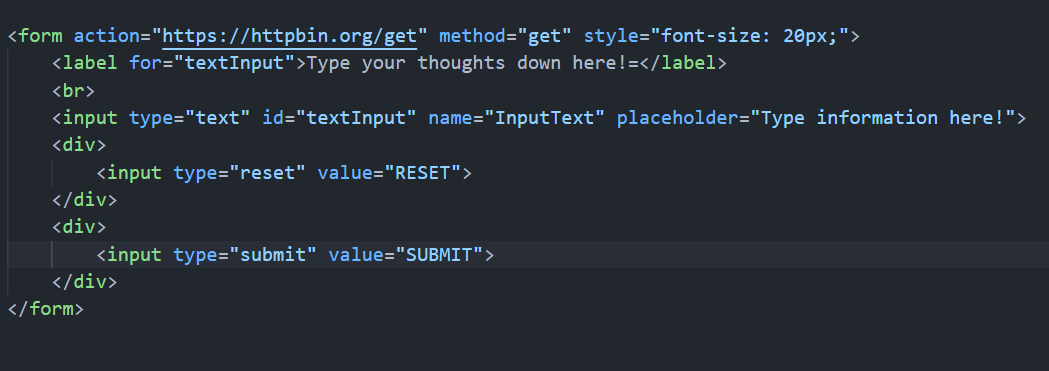 <form action="https://httpbin.org/get" method="get" style="font-size: 20px;">
<label for="textInput">Type your thoughts down here!=</label>
<br>
<input type="text" id="textInput" name="InputText" placeholder="Type information here!">
<div>
<input type="reset" value="RESET">
</div>
<div>
<input type="submit" value="SUBMIT">
</div>
</form>